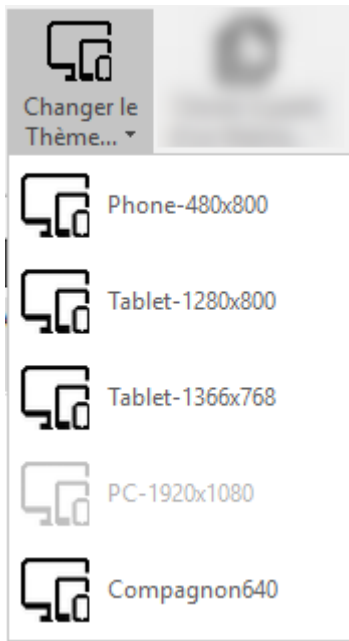 Changer le
Thème...
Phone-480x800
Tablet-1280x800
Tablet-1366x768
PC-1920x1080
Compagnon640